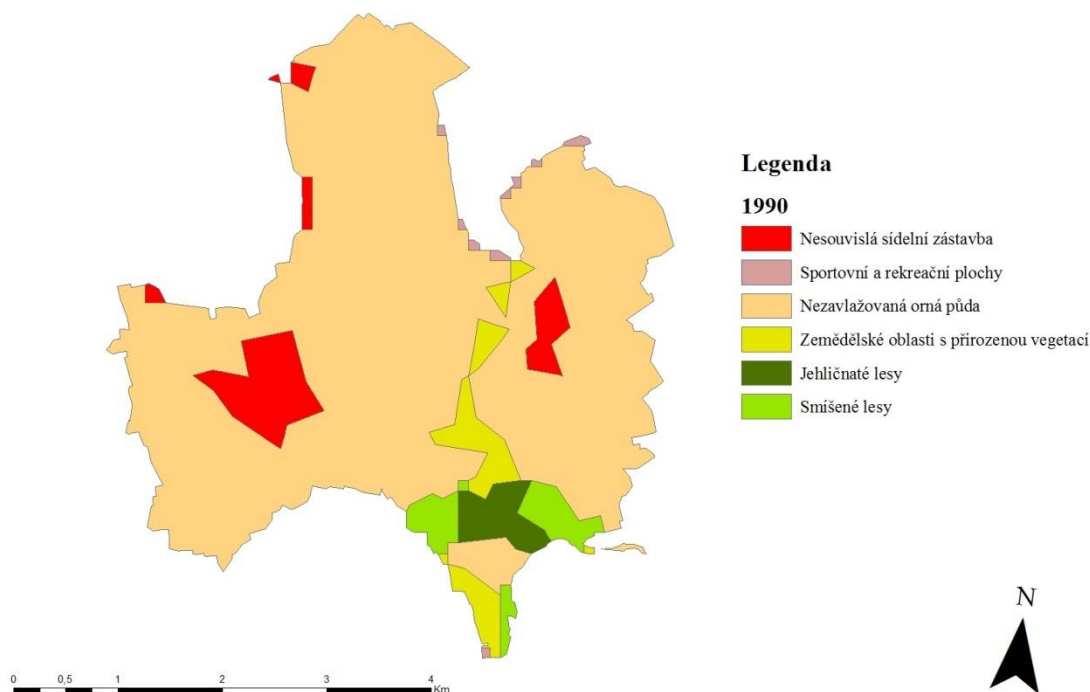 Legenda
1990
Nesouvislá sídelní zástavba
Sportovní a rekreační plochy
Nezavlažovaná orná půda
Zemědělské oblasti s přirozenou vegetací
Jehličnaté lesy
Smíšené lesy
N
0 0,5 1 2 3 4
Km